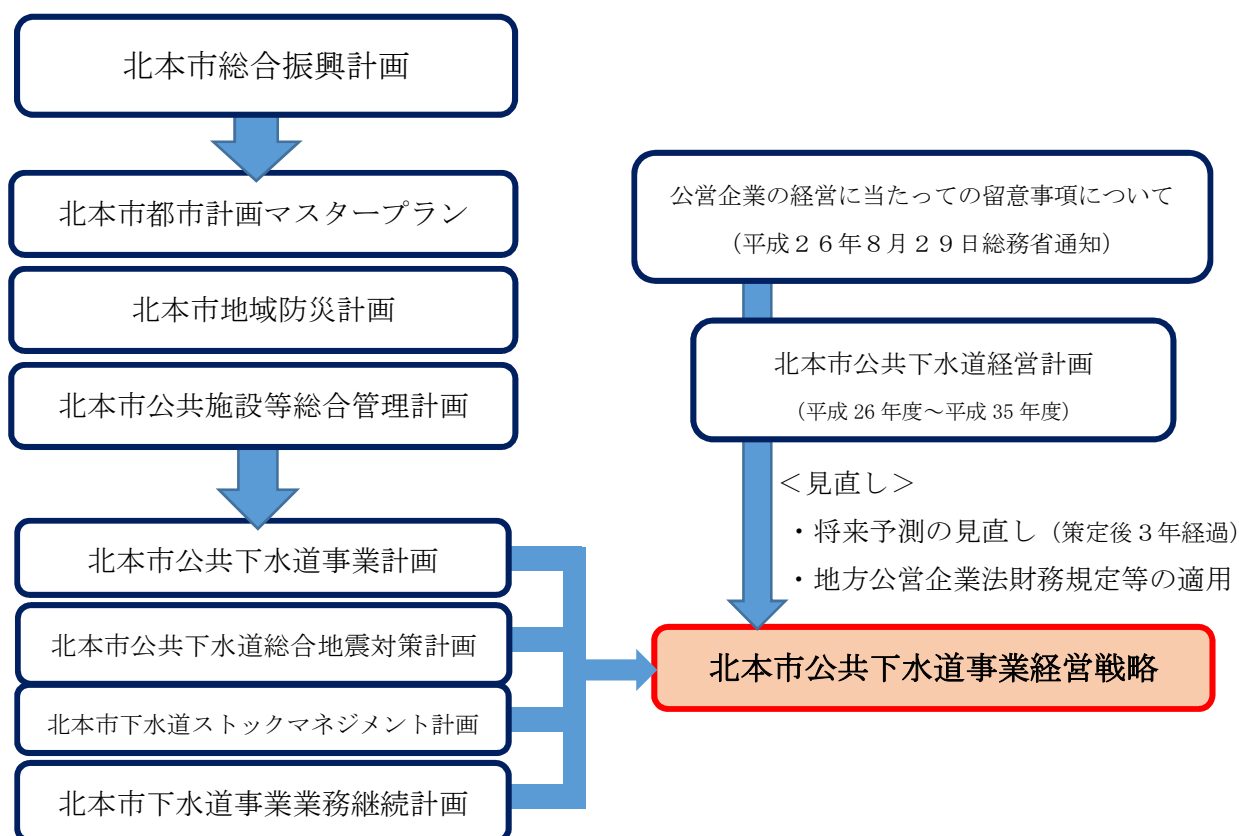 北本市総合振興計画
北本市都市計画マスタープラン
北本市地域防災計画
北本市公共施設等総合管理計画
北本市公共下水道事業計画
北本市公共下水道総合地震対策計画
北本市下水道ストックマネジメント計画
北本市下水道事業業務継続計画
公営企業の経営に当たっての留意事項について
（平成２６年８月２９日総務省通知）
北本市公共下水道経営計画
（平成 26 年度～平成 35 年度）
＜見直し＞
・将来予測の見直し（策定後３年経過）
・地方公営企業法財務規定等の適用
北本市公共下水道事業経営戦略